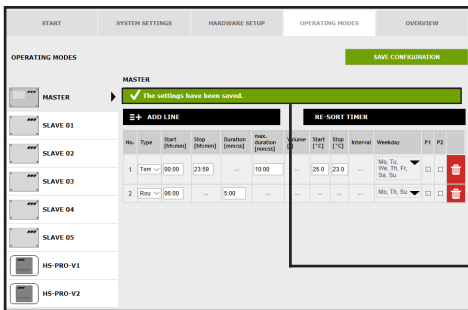 START SYSTEM SETTINGS HARDWARE SETUP OPERATING MODES OVERVIEW
OPERATING MODES SAVE CONFIGURATION
MASTER
The settings have been saved.
MASTER
SLAVE 01
SLAVE 02
SLAVE 03
SLAVE 04
SLAVE 05
HS-PRO-V1
HS-PRO-V2
ADD LINE RE-SORT TIMER
No. Type Start [hh:mm] Stop [hh:mm] Duration [mm:ss] max. duration [mm:ss] Start [°C] Stop [°C] Interval Weekday P1 P2
1 Tem 00:00 23:59 -- 10:00 -- 25.0 23.0 -- Mo, Tu,
We, Th, Fr,
Sa, Su
2 Rou 06:00 -- 5:00 -- -- -- -- -- Mo, Th, Su